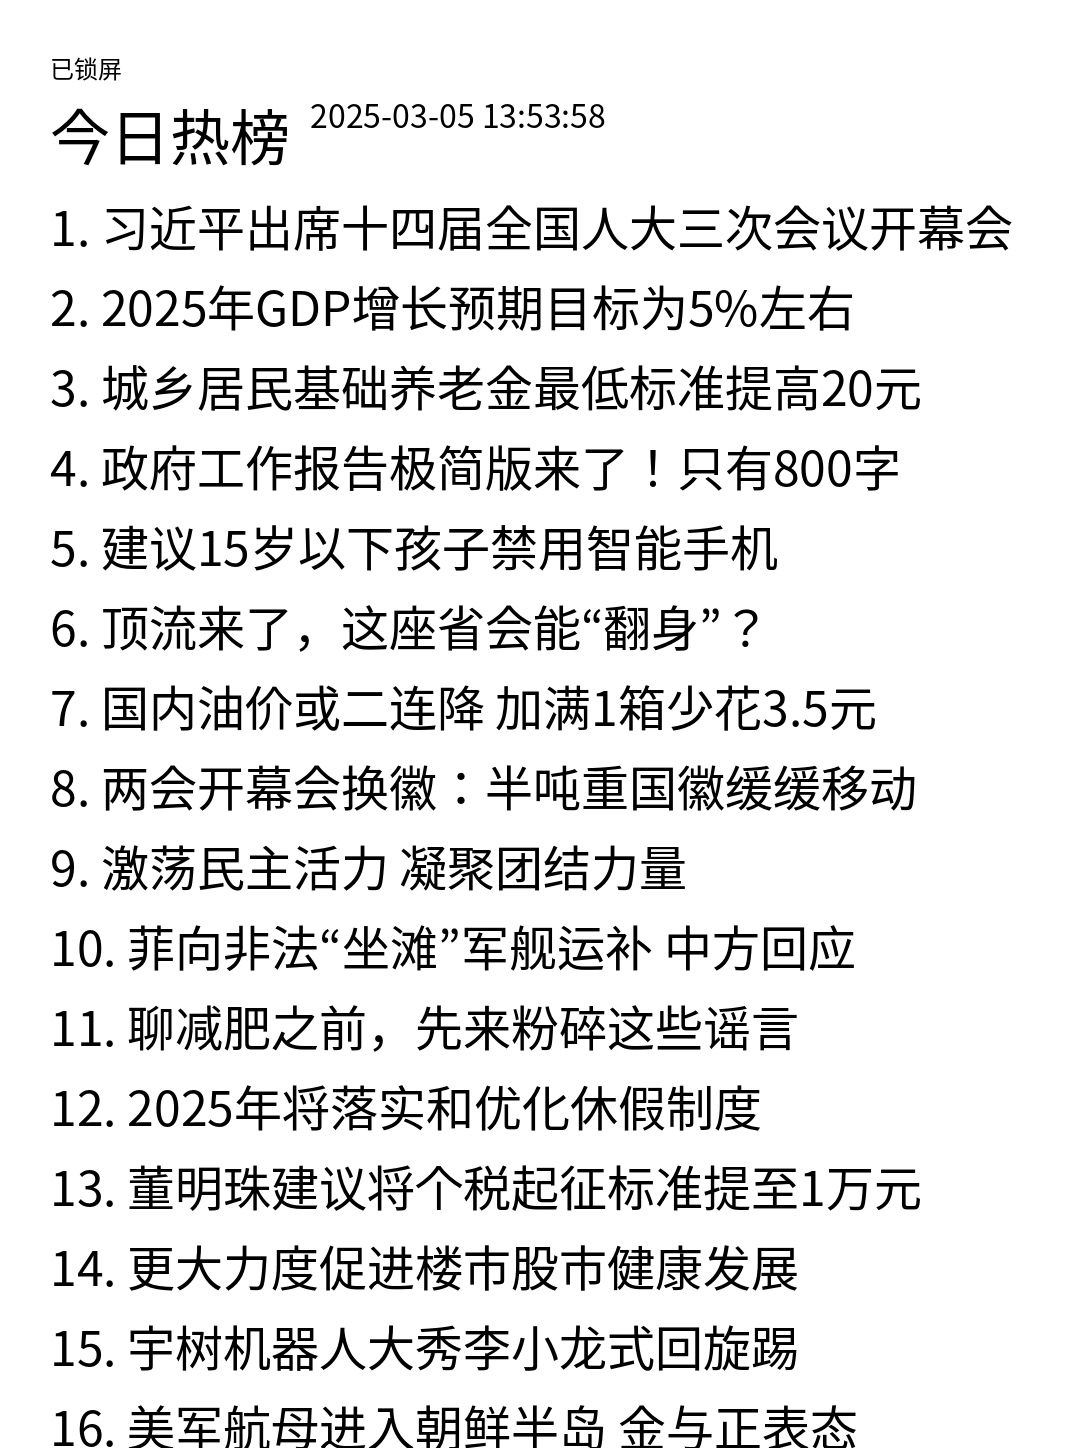 已锁屏
今日热榜 2025-03-05 13:53:58
1. 习近平出席十四届全国人大三次会议开幕会
2. 2025年GDP增长预期目标为5%左右
3. 城乡居民基础养老金最低标准提高20元
4. 政府工作报告极简版来了！只有800字
5. 建议15岁以下孩子禁用智能手机
6. 顶流来了，这座省会能“翻身”？
7. 国内油价或二连降 加满1箱少花3.5元
8. 两会开幕会换徽：半吨重国徽缓缓移动
9. 激荡民主活力 凝聚团结力量
10. 菲向非法“坐滩”军舰运补 中方回应
11. 聊减肥之前，先来粉碎这些谣言
12. 2025年将落实和优化休假制度
13. 董明珠建议将个税起征标准提至1万元
14. 更大力度促进楼市股市健康发展
15. 宇树机器人大秀李小龙式回旋踢
16. 美军航母进入朝鲜半岛 金与正表态